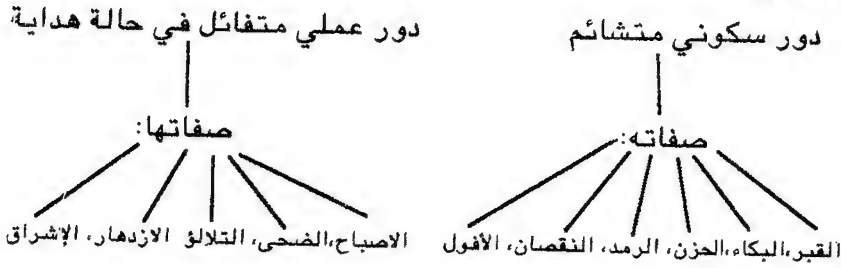 دور سكوني متشائم
دور عملي متفائل في حالة هداية
صفاته:
صفاتها:
القبر،البكاء،الحزن، الرمد، النقصان، الأفول
الاصباح،الضحى، التلالؤ الازدهار، الإشراق